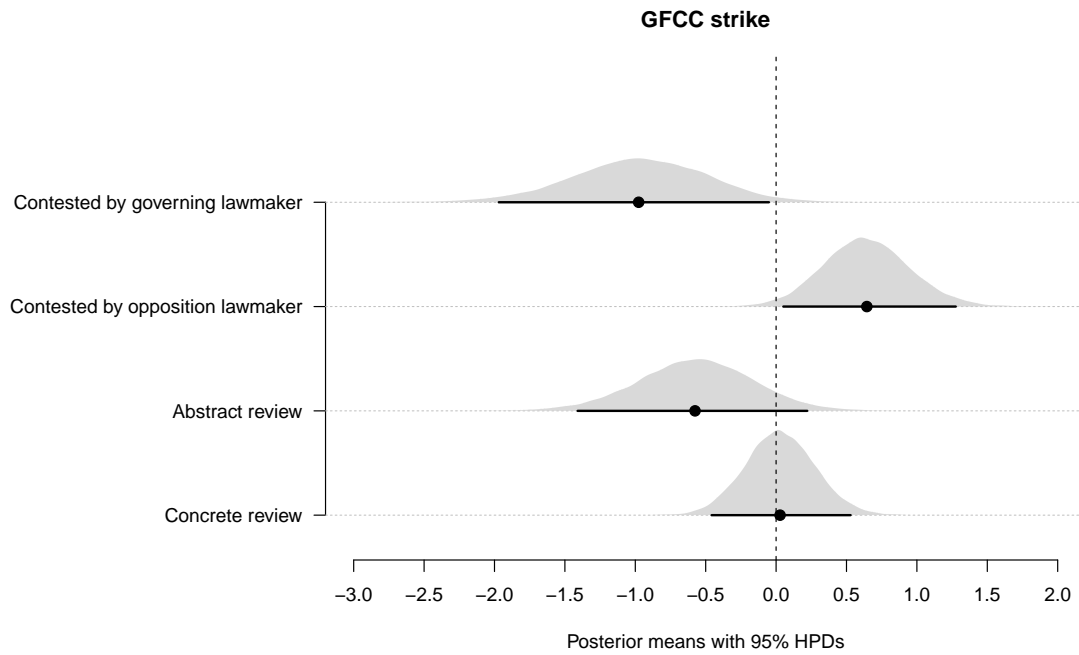 GFCC strike
Contested by governing lawmaker
Contested by opposition lawmaker
Abstract review
Concrete review
−3.0 −2.5 −2.0 −1.5 −1.0 −0.5 0.0 0.5 1.0 1.5 2.0
Posterior means with 95% HPDs